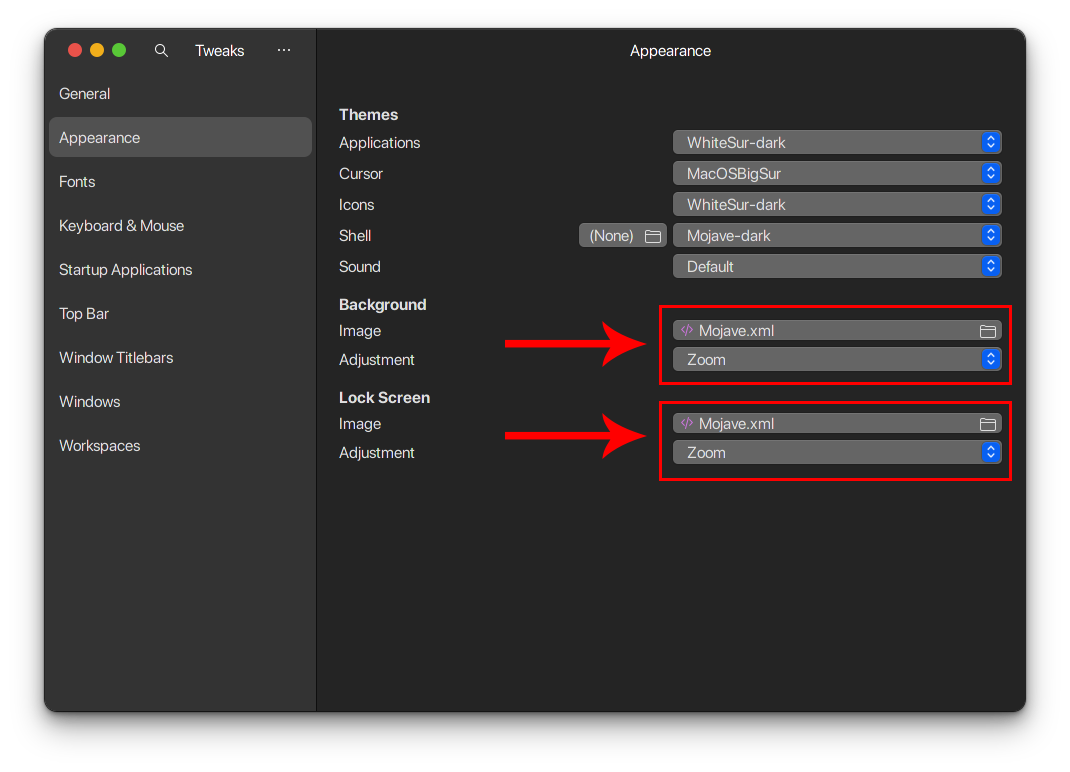 Tweaks
Appearance
General
Appearance
Fonts
Keyboard & Mouse
Startup Applications
Top Bar
Window Titlebars
Windows
Workspaces
Themes
Applications WhiteSur-dark
Cursor MacOSBigSur
Icons WhiteSur-dark
Shell (None) Mojave-dark
Sound Default
Background
Image </> Mojave.xml
Adjustment Zoom
Lock Screen
Image </> Mojave.xml
Adjustment Zoom